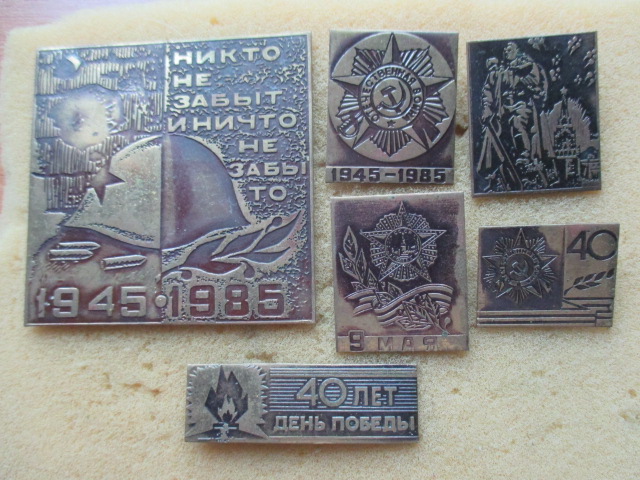 НИКТО
НЕ
ЗАБЫТ
И НИЧТО
НЕ
ЗАБЫ
ТО
1945·1985
1945-1985
9 МАЯ
40
40 ЛЕТ
ДЕНЬ ПОБЕДЫ